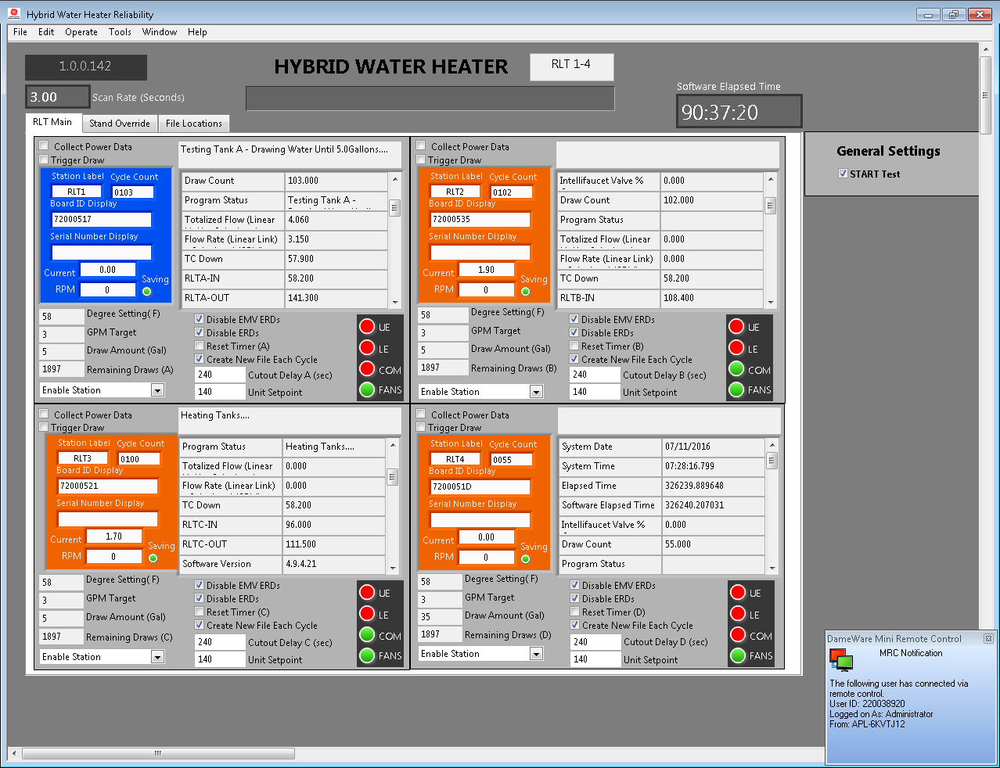 Hybrid Water Heater Reliability
File Edit Operate Tools Window Help
1.0.0.142
HYBRID WATER HEATER
RLT 1-4
3.00 Scan Rate (Seconds)
Software Elapsed Time
90:37:20
RLT Main Stand Override File Locations
General Settings
START Test
Collect Power Data
Trigger Draw
Testing Tank A - Drawing Water Until 5.0Gallons....
Station Label Cycle Count
RLT1 0103
Board ID Display
72000517
Serial Number Display
Current 0.00
Saving
RPM 0
Draw Count 103.000
Program Status Testing Tank A -
Totalized Flow (Linear 4.060
Flow Rate (Linear Link) 3.150
TC Down 57.900
RLTA-IN 58.200
RLTA-OUT 141.300
58 Degree Setting( F)
3 GPM Target
5 Draw Amount (Gal)
1897 Remaining Draws (A)
Enable Station
Disable EMV ERDs
Disable ERDs
Reset Timer (A)
Create New File Each Cycle
240 Cutout Delay A (sec)
140 Unit Setpoint
UE
LE
COM
FANS
Collect Power Data
Trigger Draw
Station Label Cycle Count
RLT2 0102
Board ID Display
72000535
Serial Number Display
Current 1.90
Saving
RPM 0
Intellifaucet Valve % 0.000
Draw Count 102.000
Program Status
Totalized Flow (Linear 0.000
Flow Rate (Linear Link) 0.000
TC Down 58.200
RLTB-IN 108.400
58 Degree Setting( F)
3 GPM Target
5 Draw Amount (Gal)
1897 Remaining Draws (B)
Enable Station
Disable EMV ERDs
Disable ERDs
Reset Timer (B)
Create New File Each Cycle
240 Cutout Delay B (sec)
140 Unit Setpoint
UE
LE
COM
FANS
Collect Power Data
Trigger Draw
Heating Tanks....
Station Label Cycle Count
RLT3 0100
Board ID Display
72000521
Serial Number Display
Current 1.70
Saving
RPM 0
Program Status Heating Tanks....
Totalized Flow (Linear 0.000
Flow Rate (Linear Link) 0.000
TC Down 58.200
RLTC-IN 96.000
RLTC-OUT 111.500
Software Version 4.9.4.21
58 Degree Setting( F)
3 GPM Target
5 Draw Amount (Gal)
1897 Remaining Draws (C)
Enable Station
Disable EMV ERDs
Disable ERDs
Reset Timer (C)
Create New File Each Cycle
240 Cutout Delay C (sec)
140 Unit Setpoint
UE
LE
COM
FANS
Collect Power Data
Trigger Draw
Station Label Cycle Count
RLT4 0055
Board ID Display
7200051D
Serial Number Display
Current 0.00
Saving
RPM 0
System Date 07/11/2016
System Time 07:28:16.799
Elapsed Time 326239.889648
Software Elapsed Time 326240.207031
Intellifaucet Valve % 0.000
Draw Count 55.000
Program Status
58 Degree Setting( F)
3 GPM Target
35 Draw Amount (Gal)
1897 Remaining Draws (D)
Enable Station
Disable EMV ERDs
Disable ERDs
Reset Timer (D)
Create New File Each Cycle
240 Cutout Delay D (sec)
140 Unit Setpoint
UE
LE
COM
FANS
DameWare Mini Remote Control
MRC Notification
The following user has connected via
remote control.
User ID: 220038920
Logged on As: Administrator
From: APL-6KVTJ12